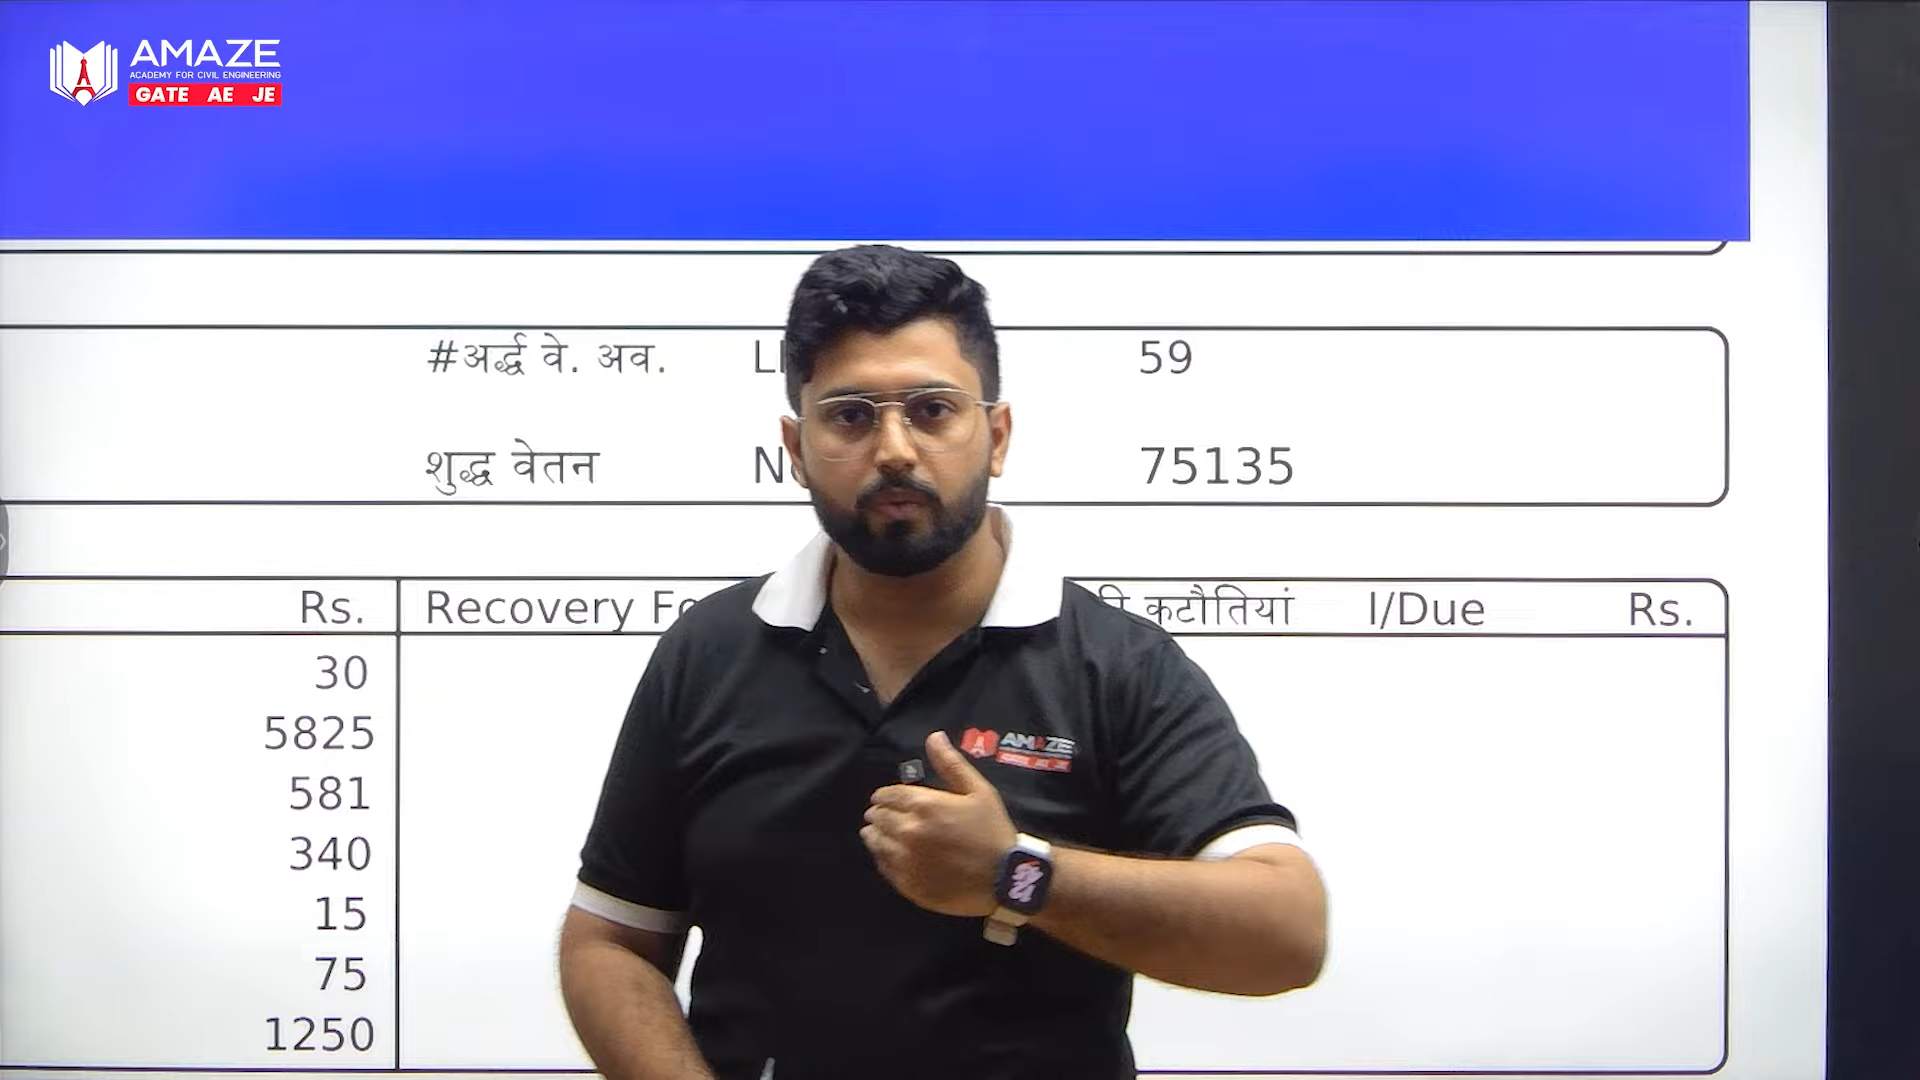 AMAZE
ACADEMY FOR CIVIL ENGINEERING
GATE AE JE
#अर्द्ध वे. अव. 59
शुद्ध वेतन 75135
Rs. Recovery कटौतियां I/Due Rs.
30
5825
581
340
15
75
1250
AMAZE